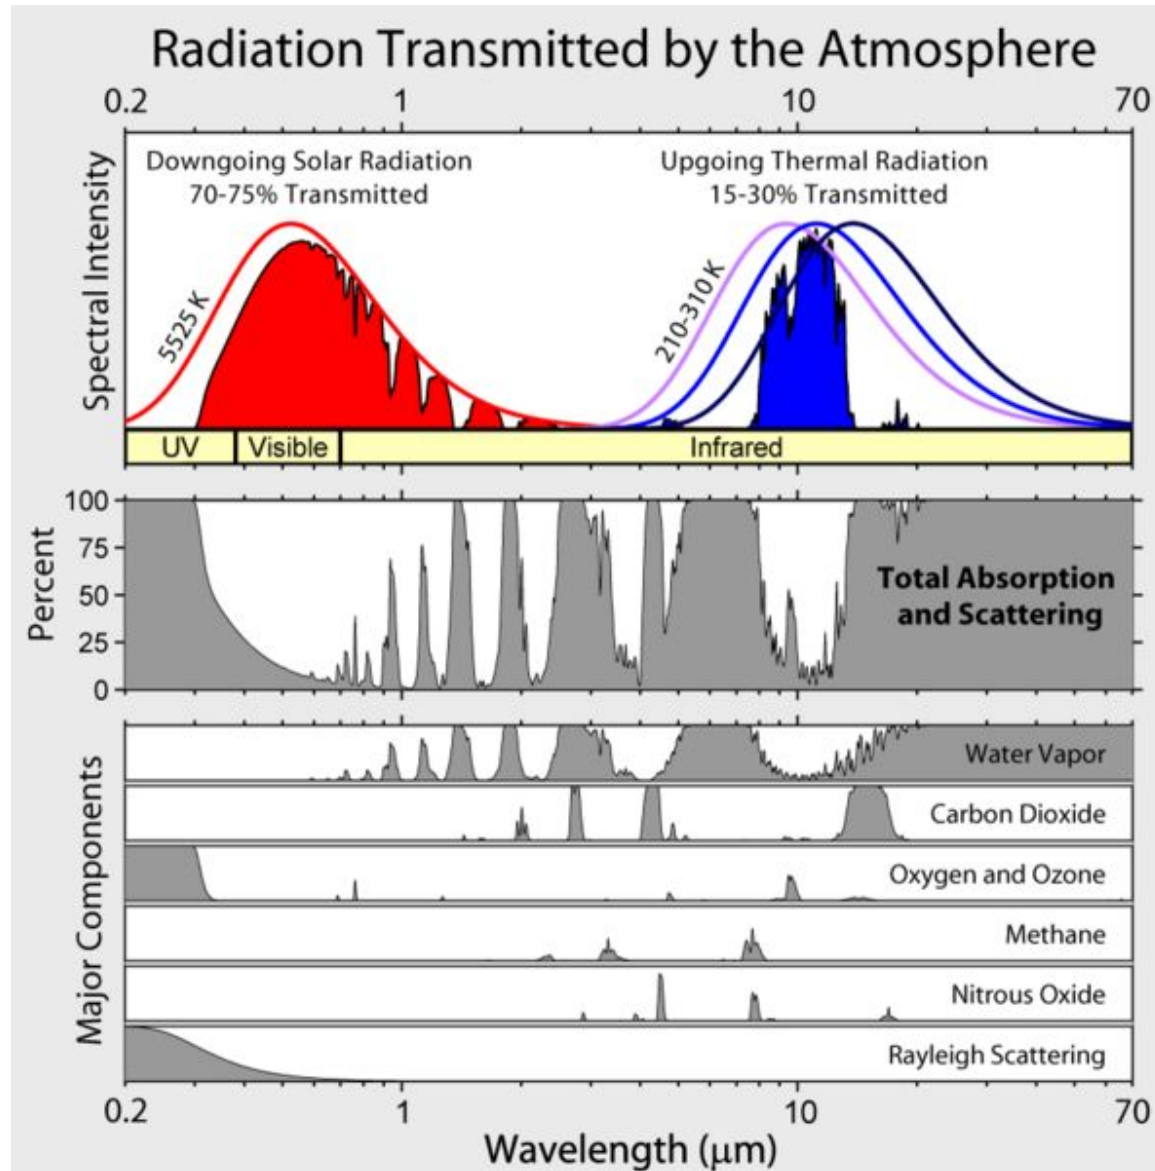 Radiation Transmitted by the Atmosphere
0.2 1 10 70
Spectral Intensity
Downgoing Solar Radiation
70-75% Transmitted
Upgoing Thermal Radiation
15-30% Transmitted
5525 K
210-310 K
UV Visible Infrared
Percent
100
75
50
25
0
Total Absorption
and Scattering
Major Components
Water Vapor
Carbon Dioxide
Oxygen and Ozone
Methane
Nitrous Oxide
Rayleigh Scattering
0.2 1 10 70
Wavelength (μm)